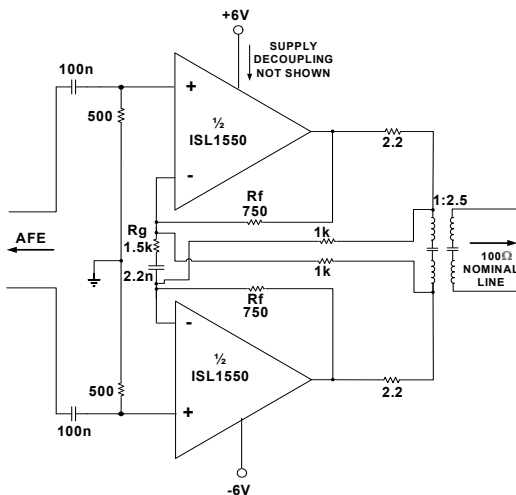 +6V
SUPPLY
DECOUPLING
NOT SHOWN
100n
+
500
½
ISL1550
2.2
-
Rf
750
1:2.5
AFE
Rg
1.5k
1k
2.2n
1k
100Ω
NOMINAL
LINE
Rf
750
-
½
ISL1550
500
2.2
+
100n
-6V